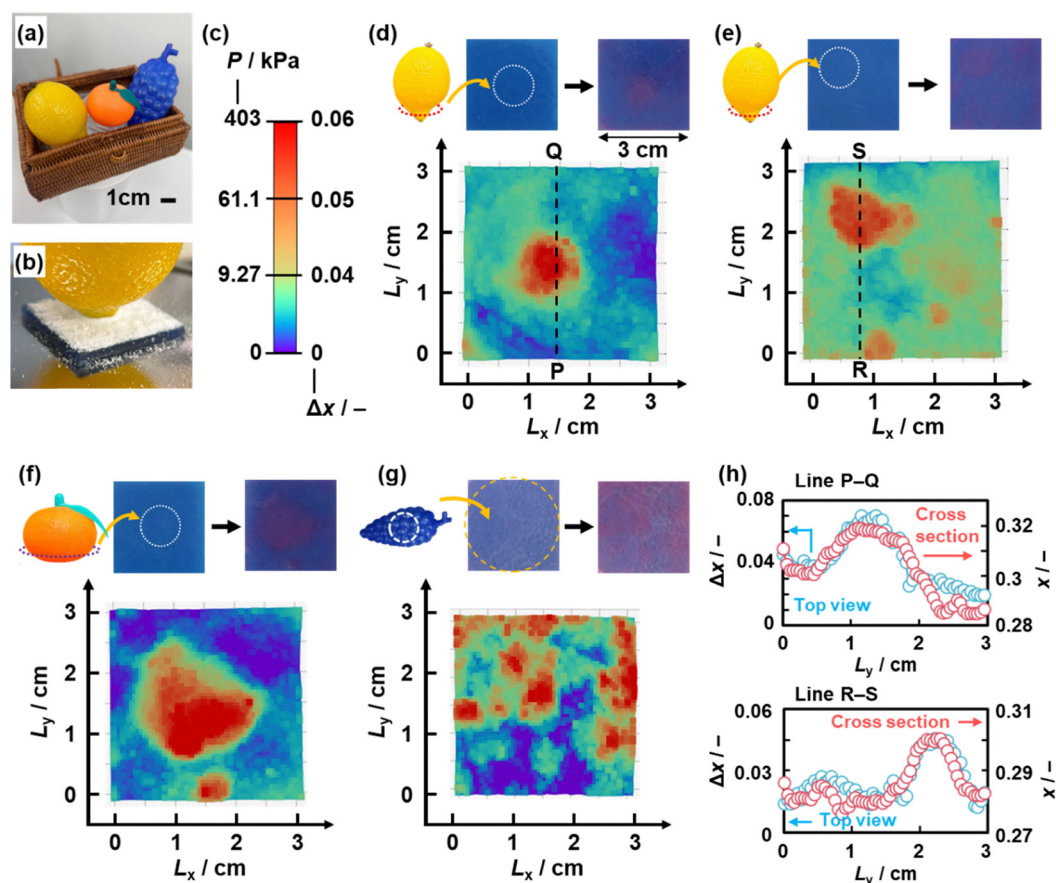 (a)
1cm
(b)
(c)
P / kPa
403
0.06
61.1
0.05
9.27
0.04
0
0
Δx / –
(d)
3 cm
Q
3
2
1
0
P
0 1 2 3
Ly / cm
Lx / cm
(e)
S
3
2
1
0
R
0 1 2 3
Ly / cm
Lx / cm
(f)
3
2
1
0
0 1 2 3
Ly / cm
Lx / cm
(g)
3
2
1
0
0 1 2 3
Ly / cm
Lx / cm
(h)
Line P–Q
0.08
0.04
0
Δx / –
Cross
section
Top view
0.32
0.3
0.28
x / –
0 1 2 3
Ly / cm
Line R–S
0.06
0.03
0
Δx / –
Cross section
Top view
0.31
0.29
0.27
x / –
0 1 2 3
Ly / cm